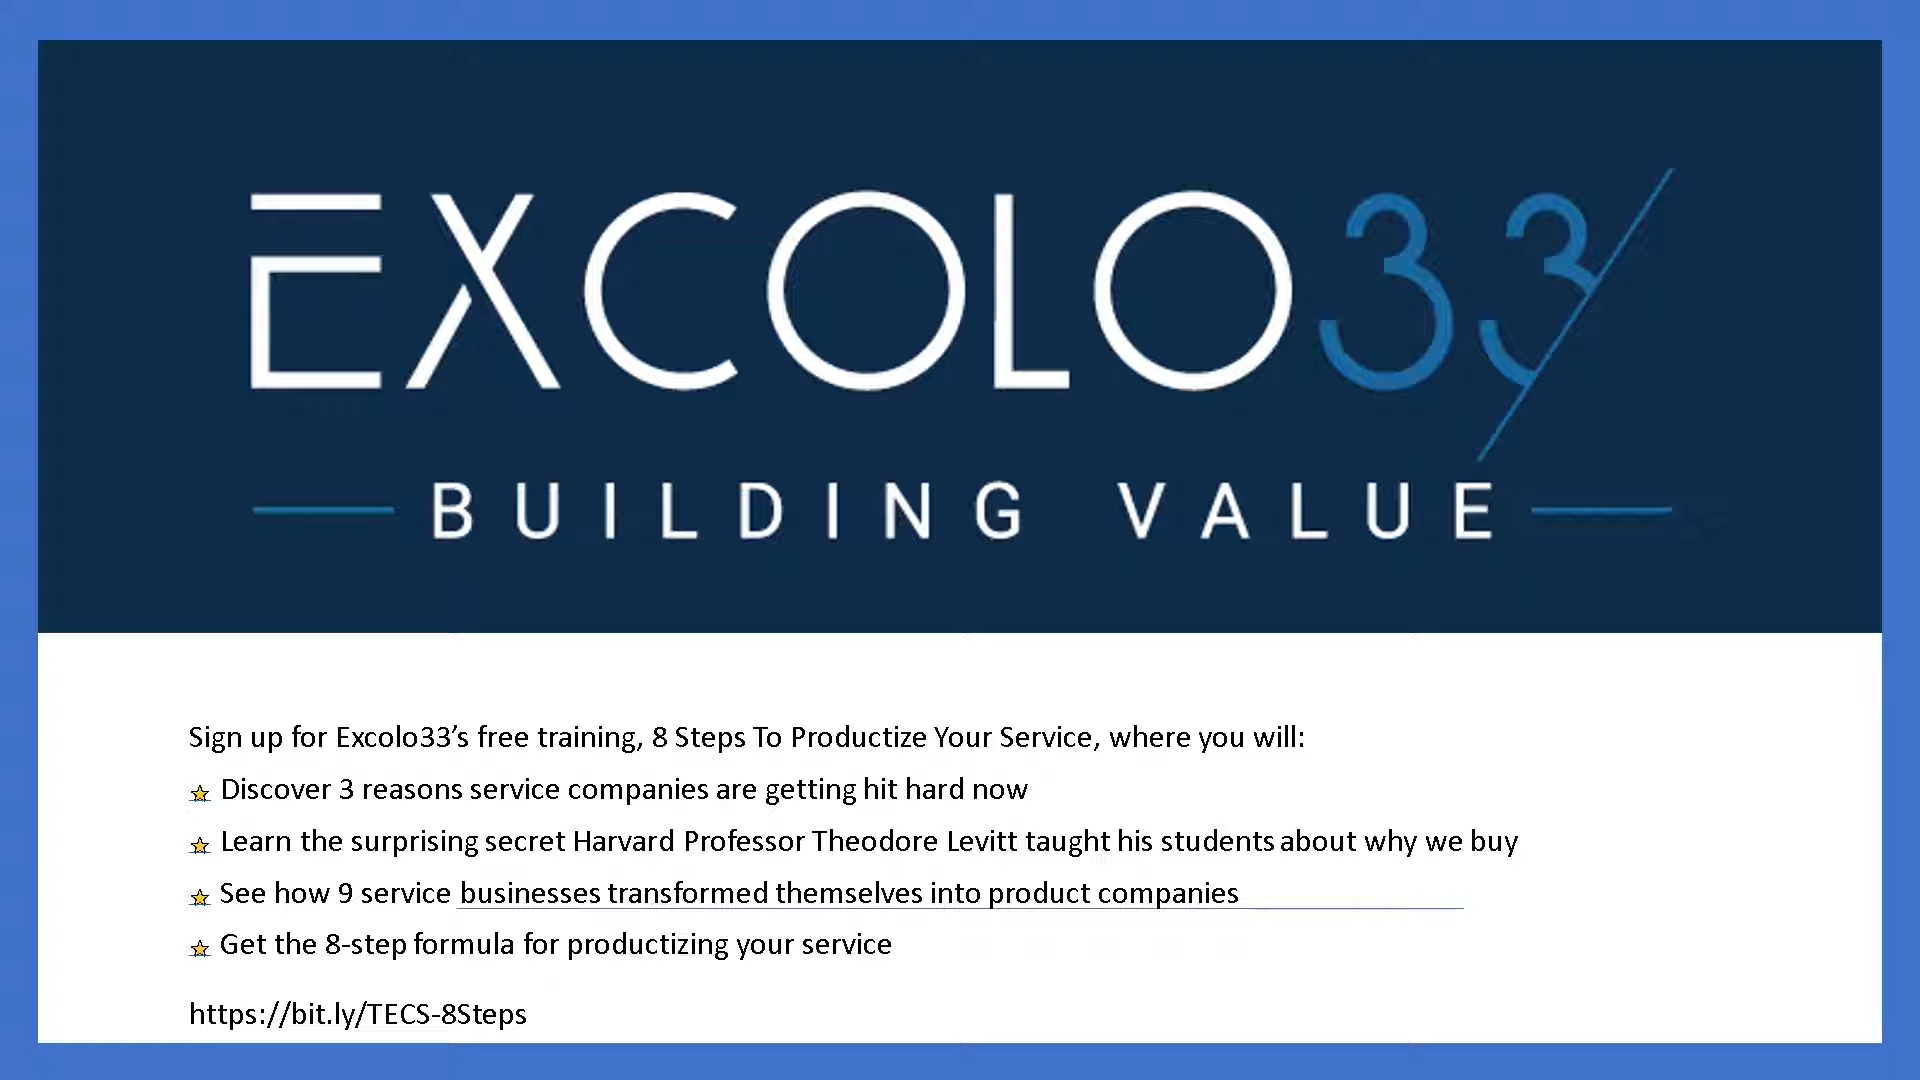 EXCOLO33
BUILDING VALUE
Sign up for Excolo33’s free training, 8 Steps To Productize Your Service, where you will:
Discover 3 reasons service companies are getting hit hard now
Learn the surprising secret Harvard Professor Theodore Levitt taught his students about why we buy
See how 9 service businesses transformed themselves into product companies
Get the 8-step formula for productizing your service
https://bit.ly/TECS-8Steps